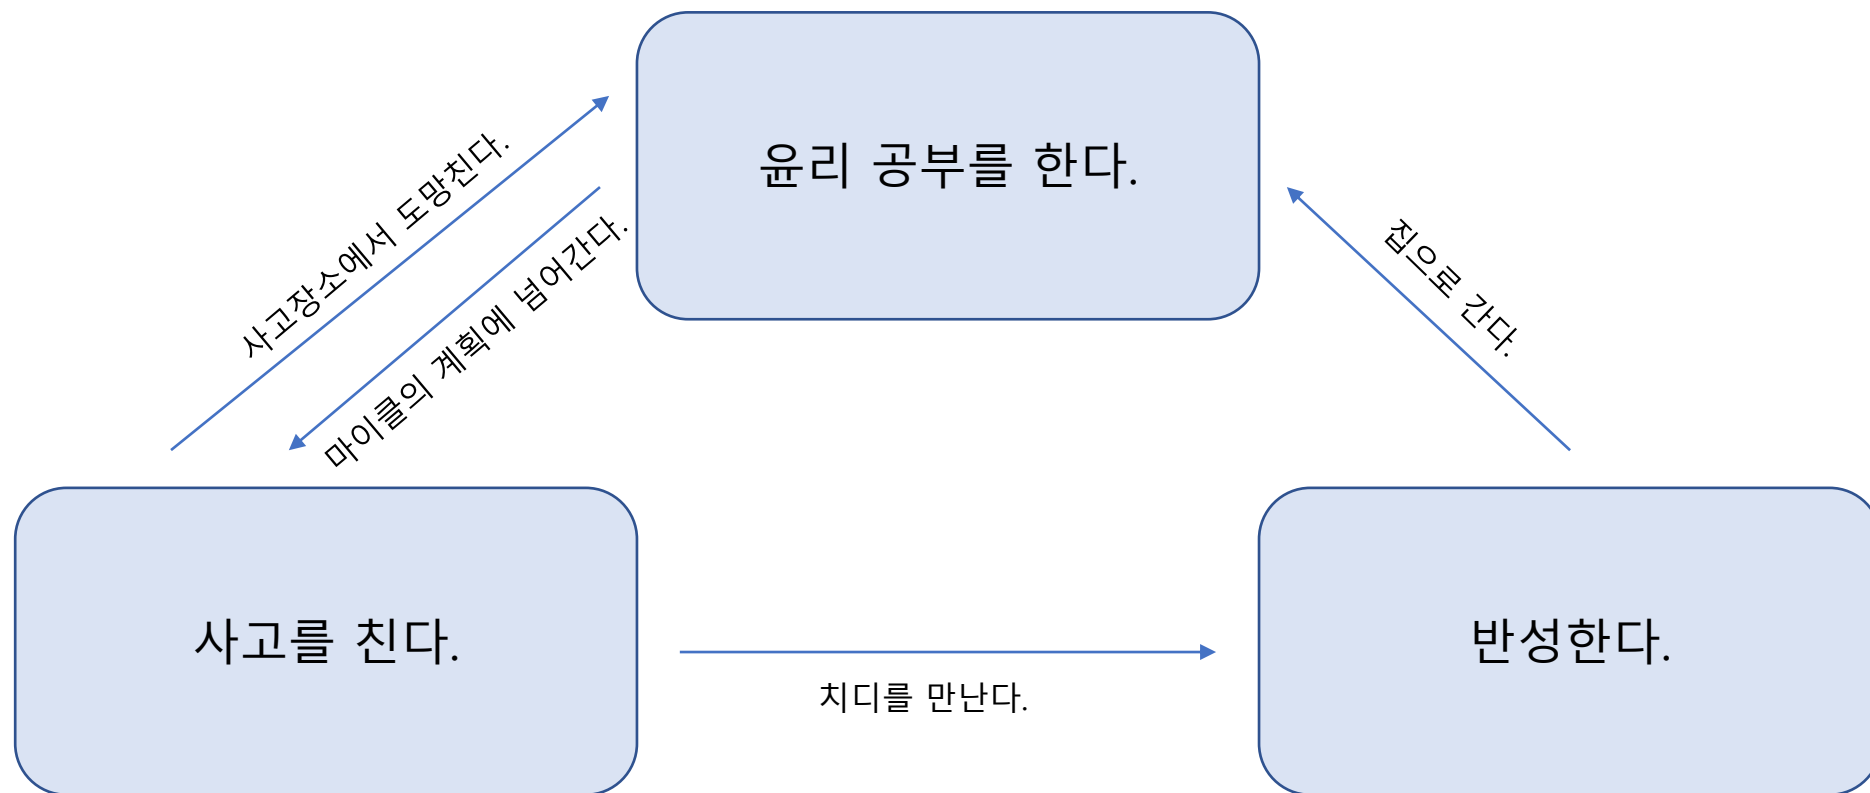 윤리 공부를 한다.
사고장소에서 도망친다.
마이클의 계획에 넘어간다.
집으로 간다.
사고를 친다.
치디를 만난다.
반성한다.